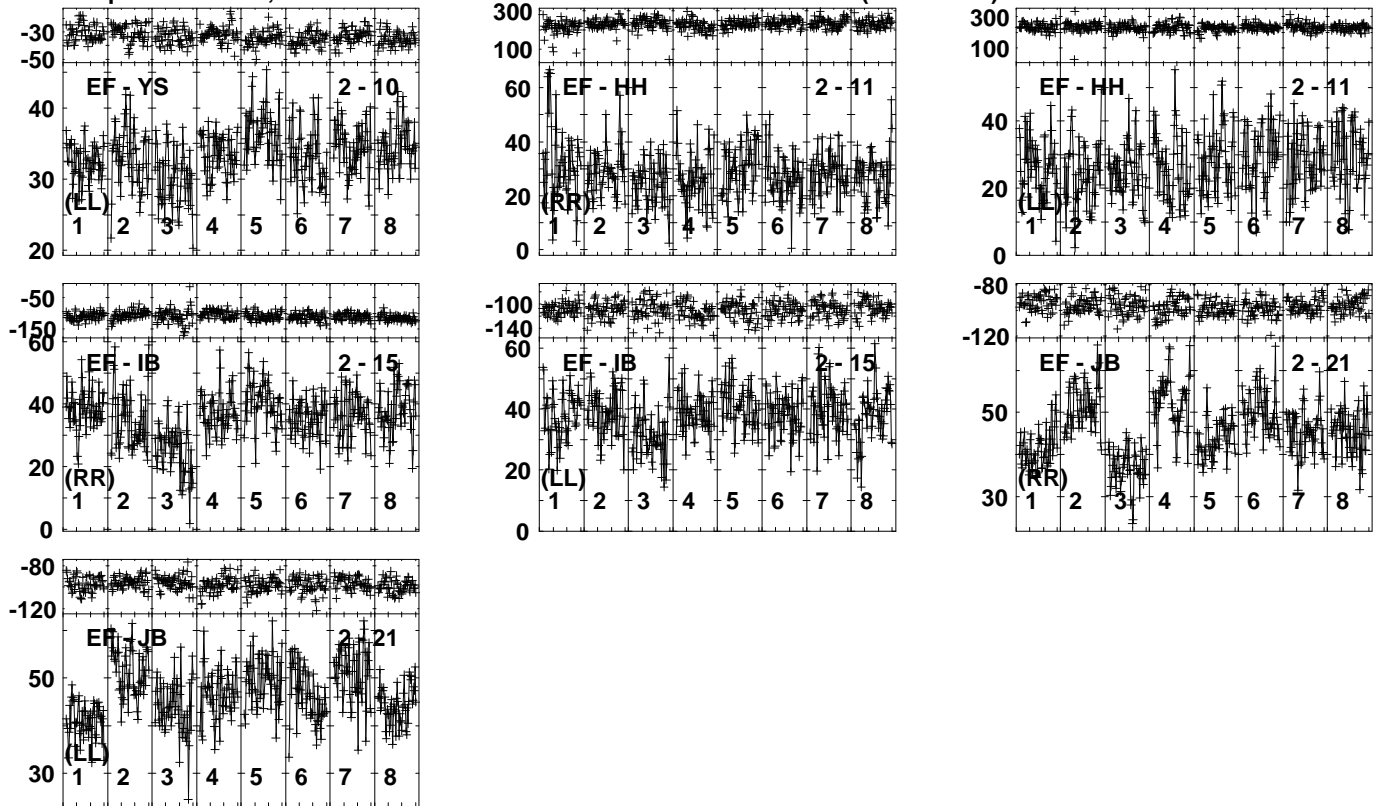 -30
-50
EF - YS 2 - 10
40
30
(LL)
1 2 3 4 5 6 7 8
20
300
100
60
EF - HH 2 - 11
40
20
(RR)
1 2 3 4 5 6 7 8
0
300
100
EF - HH 2 - 11
40
20
(LL)
1 2 3 4 5 6 7 8
0
-50
-150
60
EF - IB 2 - 15
40
20
(RR)
1 2 3 4 5 6 7 8
0
-100
-140
60
EF - IB 2 - 15
40
20
(LL)
1 2 3 4 5 6 7 8
0
-80
-120
EF - JB 2 - 21
50
(RR)
30
1 2 3 4 5 6 7 8
-80
-120
EF - JB 2 - 21
50
(LL)
30
1 2 3 4 5 6 7 8